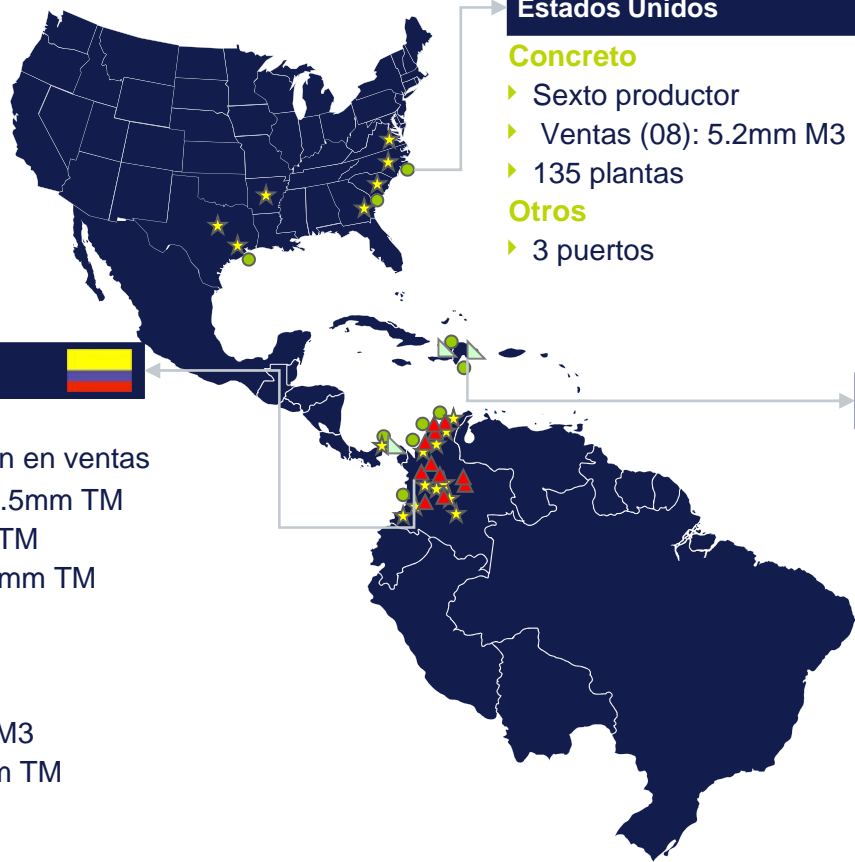 Estados Unidos
Concreto
Sexto productor
Ventas (08): 5.2mm M3
135 plantas
Otros
3 puertos
n en ventas
.5mm TM
TM
mm TM
M3
TM